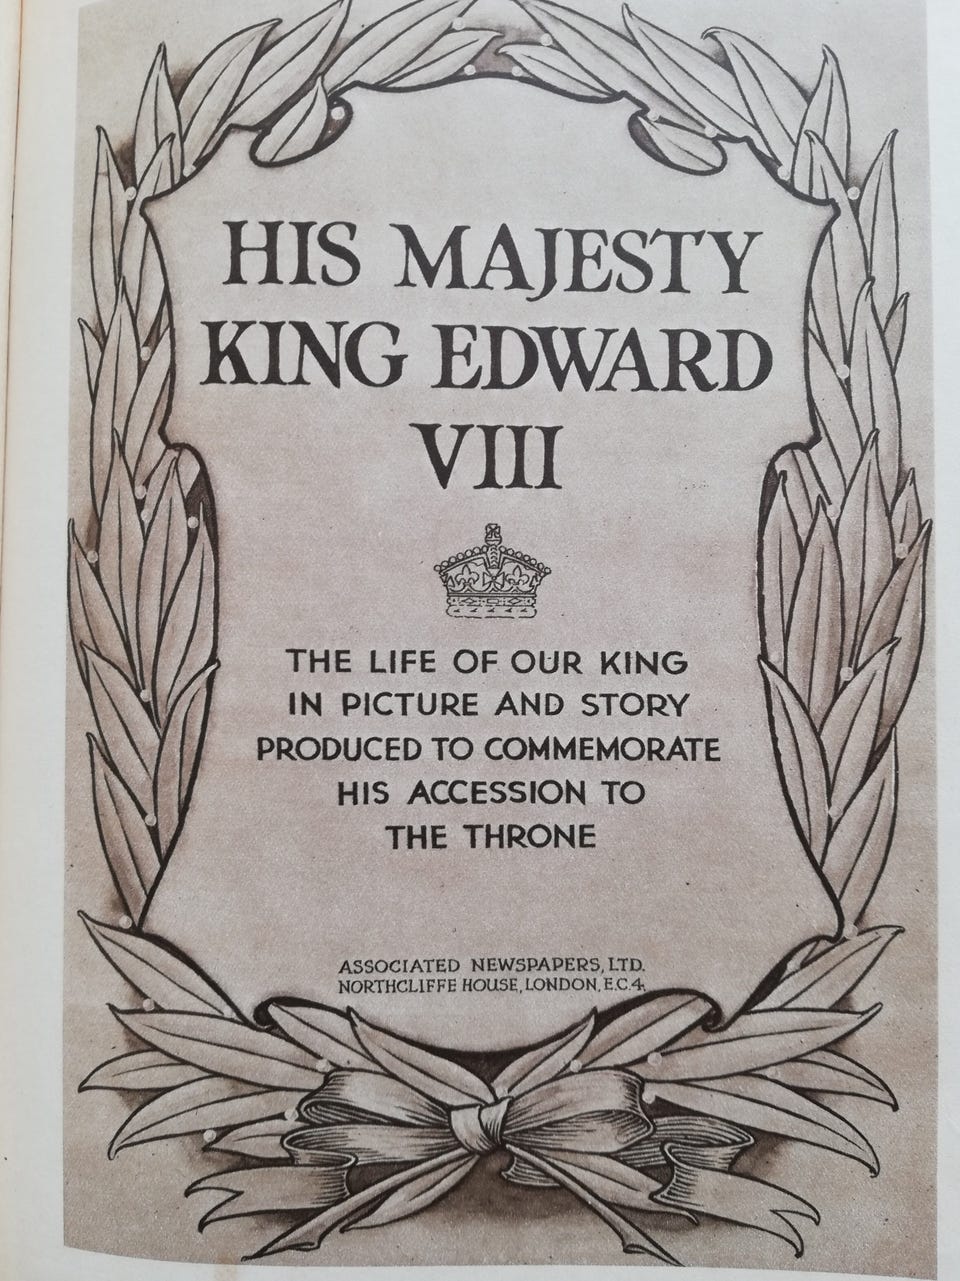 HIS MAJESTY
KING EDWARD
VIII
THE LIFE OF OUR KING
IN PICTURE AND STORY
PRODUCED TO COMMEMORATE
HIS ACCESSION TO
THE THRONE
ASSOCIATED NEWSPAPERS, LTD.
NORTHCLIFFE HOUSE, LONDON, E.C.4.